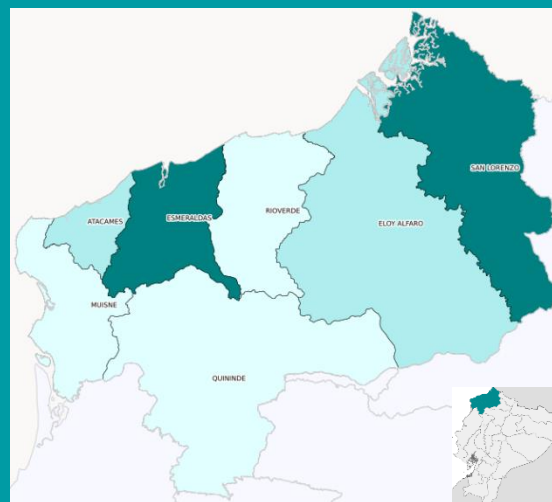 SAN LORENZO
RIOVERDE
ESMERALDAS
ATACAMES
ELOY ALFARO
MUISNE
QUININDE